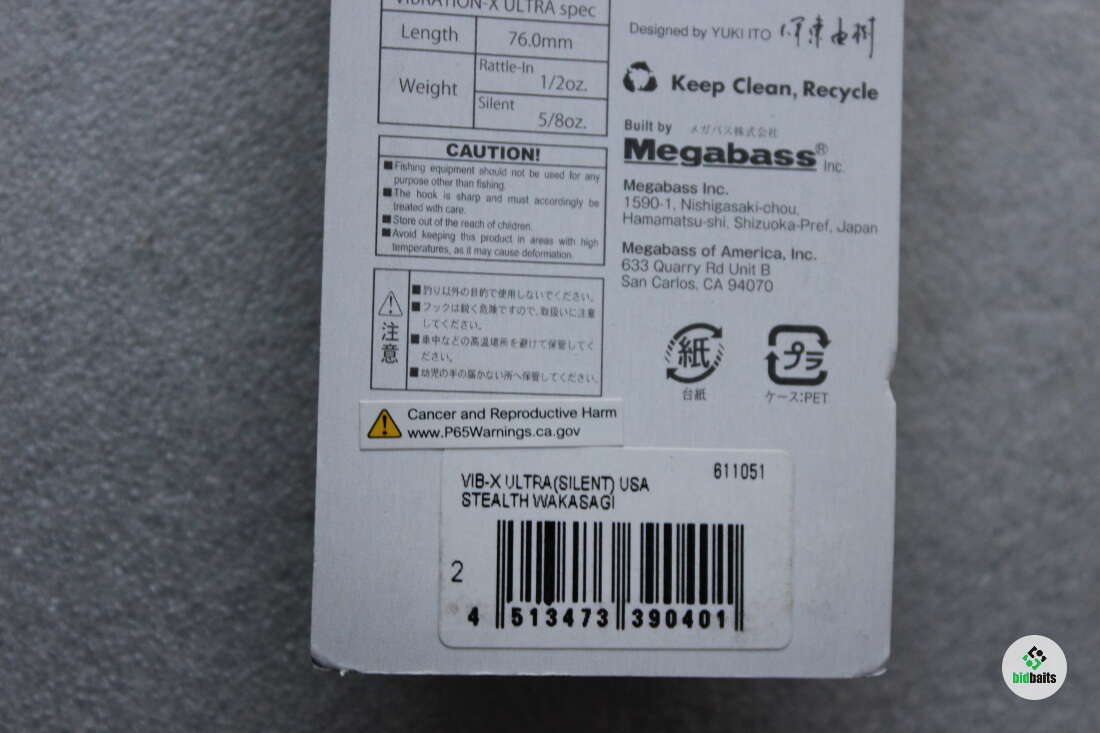 VIBRATION-X ULTRA spec
Length 76.0mm
Weight
Rattle-In
1/2oz.
Silent
5/8oz.
CAUTION!
■Fishing equipment should not be used for any
purpose other than fishing.
■The hook is sharp and must accordingly be
treated with care.
■Store out of the reach of children.
■Avoid keeping this product in areas with high
temperatures, as it may cause deformation.
注意
■釣り以外の目的で使用しないでください。
■フックは鋭く危険ですので、取扱いに注意
してください。
■車中などの高温場所を避けて保管してく
ださい。
■幼児の手の届かない所へ保管してください。
Designed by YUKI ITO 伊東由樹
Keep Clean, Recycle
Built by メガバス株式会社
Megabass® Inc.
Megabass Inc.
1590-1, Nishigasaki-chou,
Hamamatsu-shi, Shizuoka-Pref, Japan
Megabass of America, Inc.
633 Quarry Rd Unit B
San Carlos, CA 94070
紙
台紙
プラ
ケース:PET
Cancer and Reproductive Harm
www.P65Warnings.ca.gov
611051
VIB-X ULTRA(SILENT) USA
STEALTH WAKASAGI
2
4 513473 390401
bidbaits